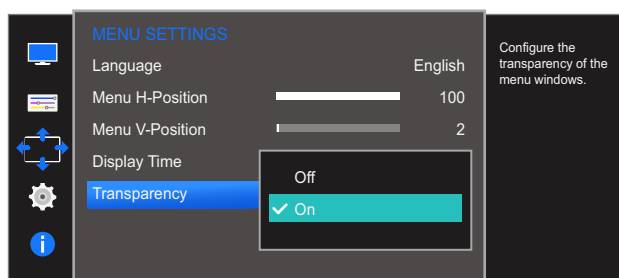 MENU SETTINGS
Language English
Menu H-Position 100
Menu V-Position 2
Display Time
Transparency
Off
On
Configure the
transparency of the
menu windows.